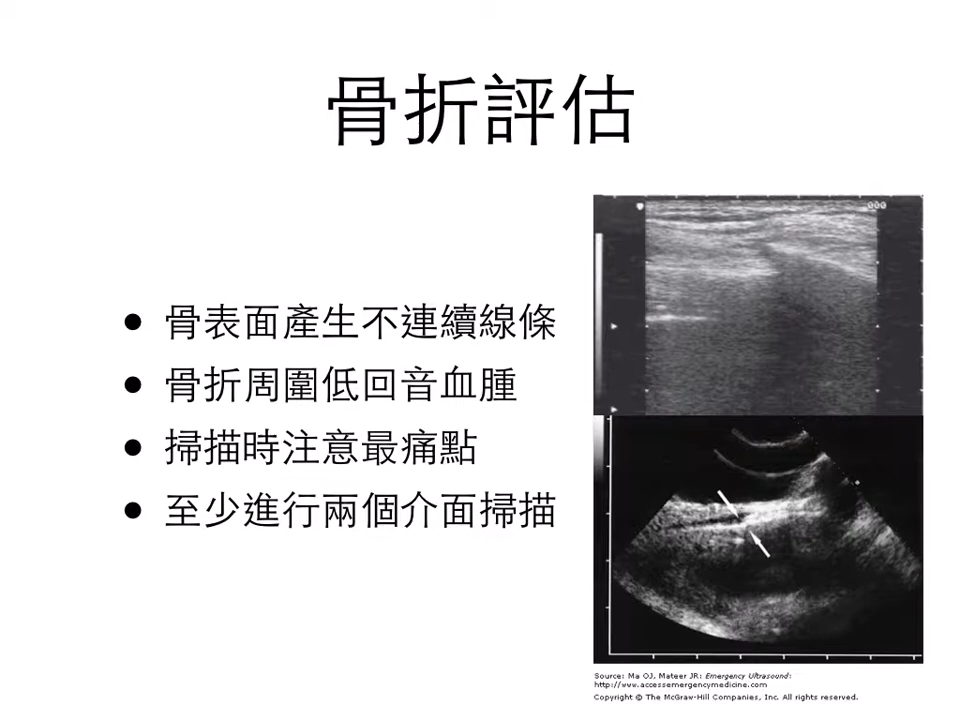 骨折評估
• 骨表面產生不連續線條
• 骨折周圍低回音血腫
• 掃描時注意最痛點
• 至少進行兩個介面掃描
Source: Ma OJ, Mateer JR: Emergency Ultrasound:
http://www.accessemergencymedicine.com
Copyright © The McGraw-Hill Companies, Inc. All rights reserved.